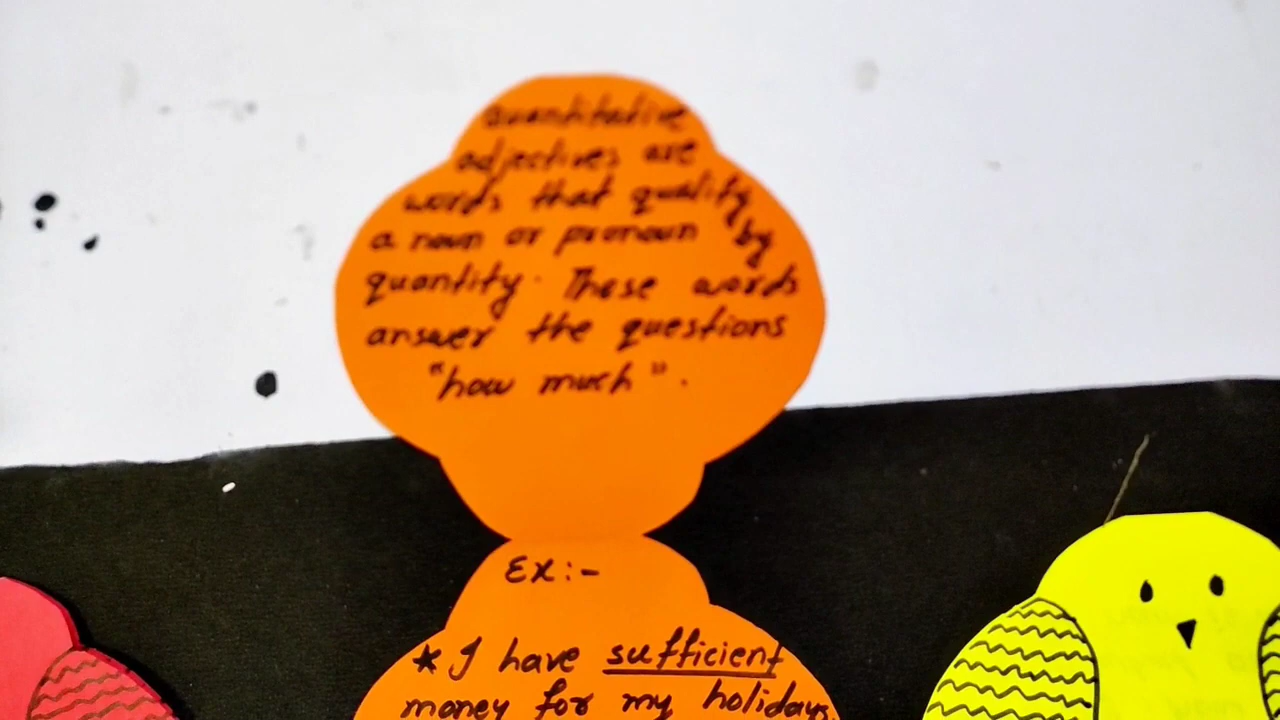 Quantitative
adjectives are
words that quality
a noun or pronoun by
quantity. These words
answer the questions
"how much".
Ex:-
* I have sufficient
money for my holidays.